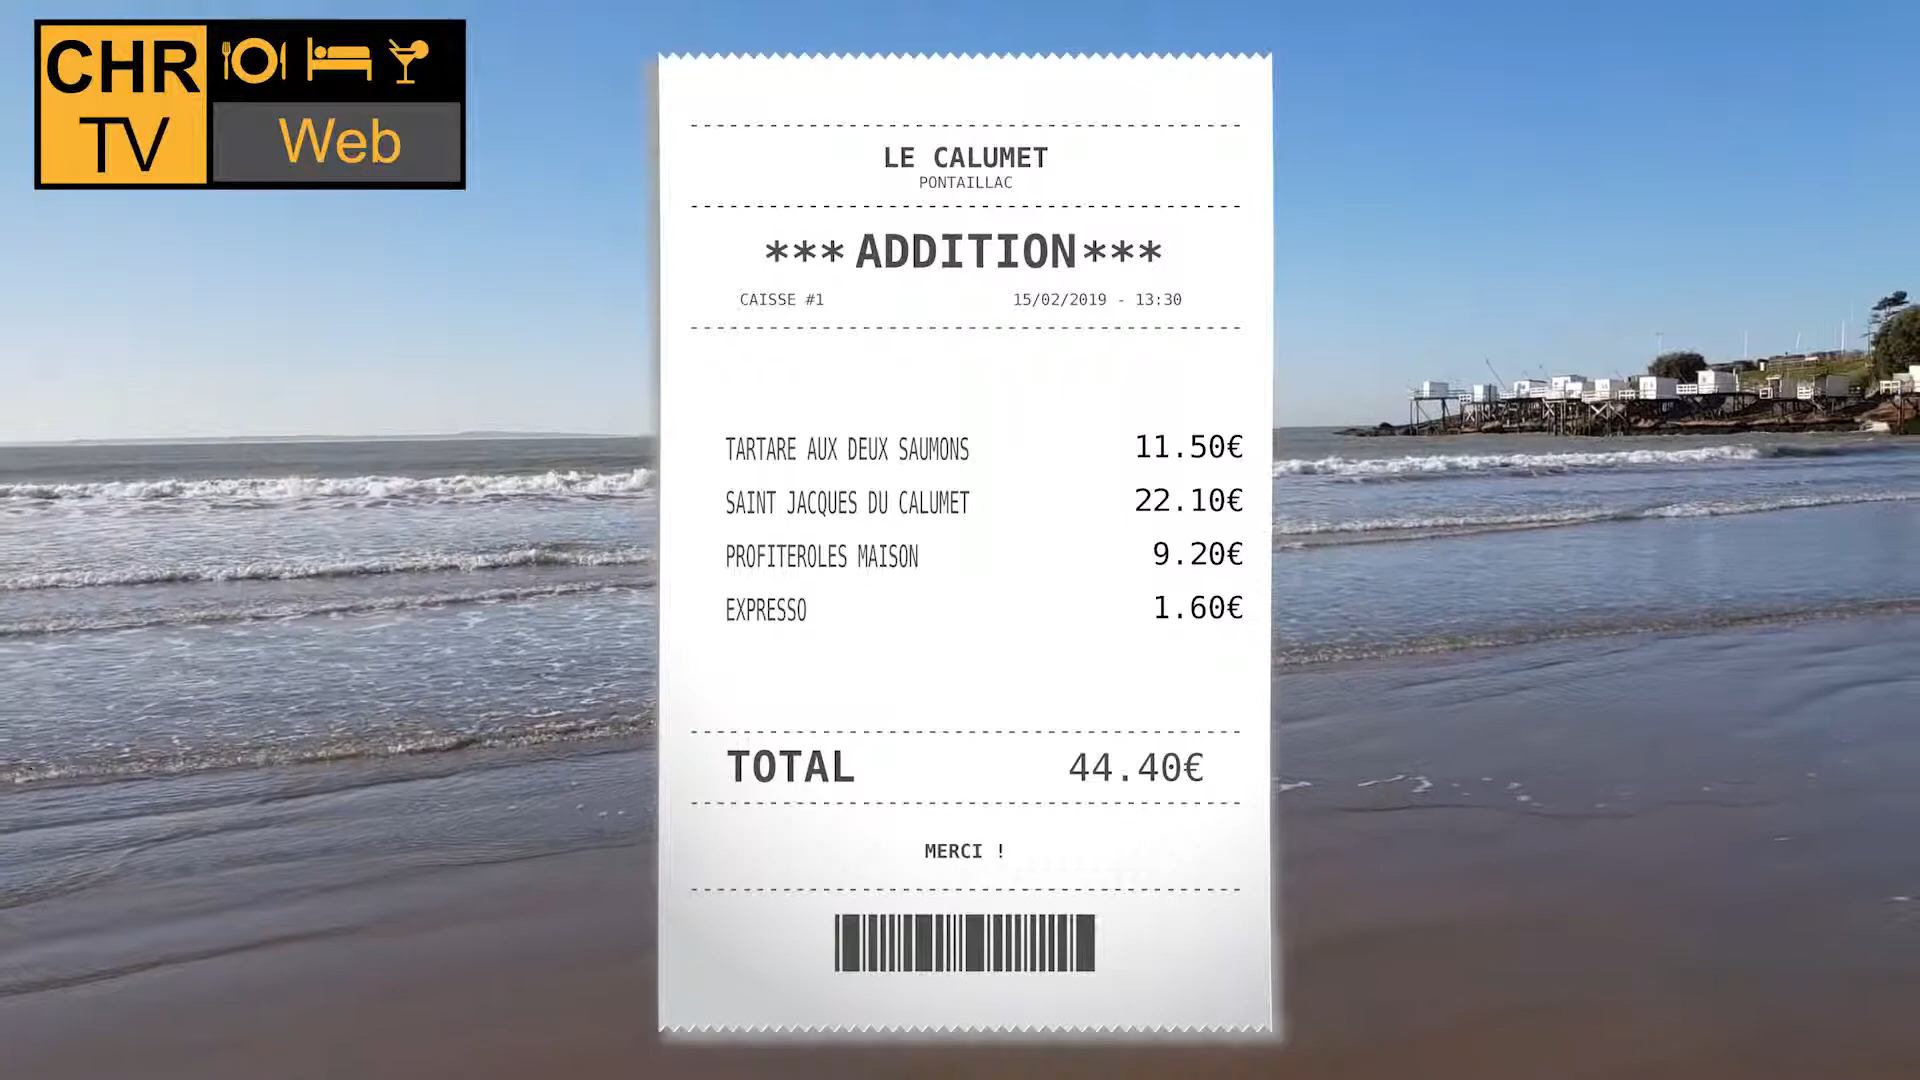 CHR
TV
Web
LE CALUMET
PONTAILLAC
***ADDITION***
CAISSE #1 15/02/2019 - 13:30
TARTARE AUX DEUX SAUMONS 11.50€
SAINT JACQUES DU CALUMET 22.10€
PROFITEROLES MAISON 9.20€
EXPRESSO 1.60€
TOTAL 44.40€
MERCI !